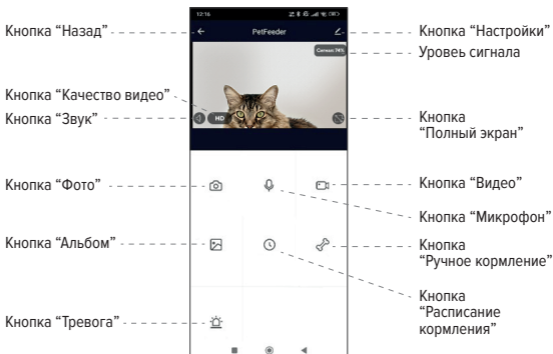 Кнопка “Назад”
Кнопка “Качество видео”
Кнопка “Звук”
Кнопка “Фото”
Кнопка “Альбом”
Кнопка “Тревога”
12:16
PetFeeder
Сигнал 74%
HD
Кнопка “Настройки”
Уровеь сигнала
Кнопка
“Полный экран”
Кнопка “Видео”
Кнопка “Микрофон”
Кнопка
“Ручное кормление”
Кнопка
“Расписание
кормления”